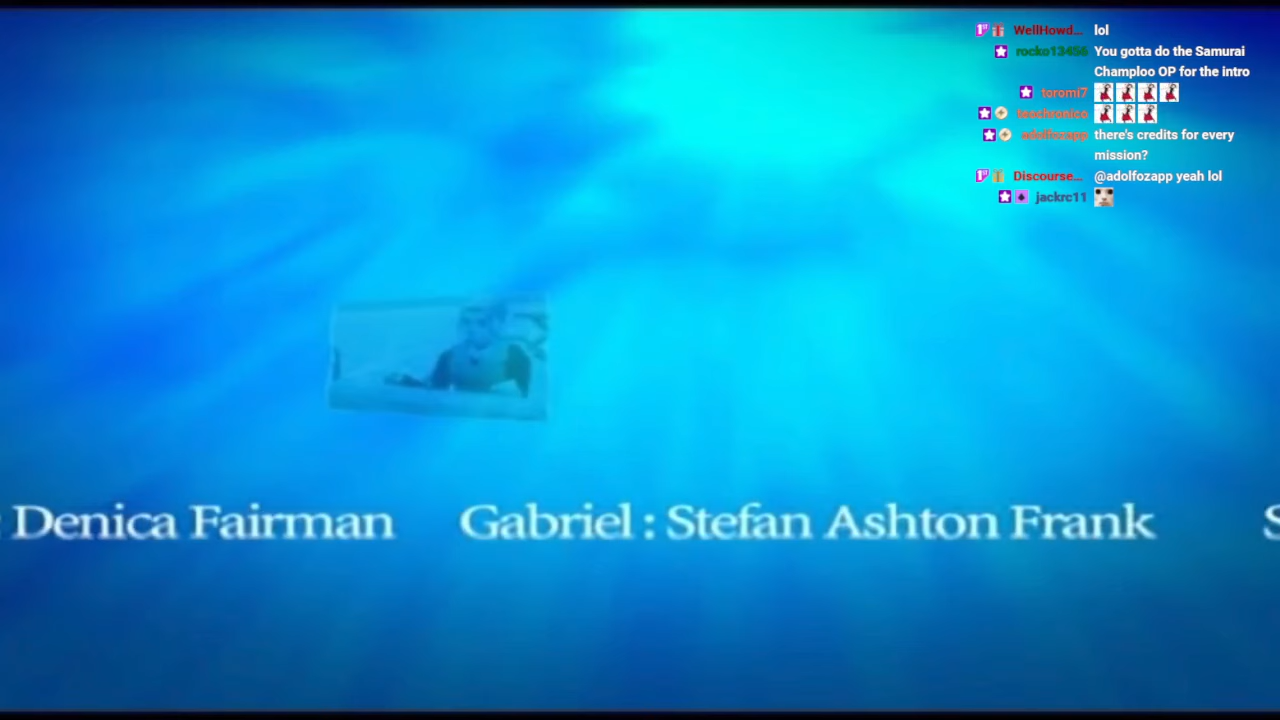 WellHowd... lol
rocko13456 You gotta do the Samurai
Champloo OP for the intro
toromi7
adolfozapp there's credits for every
mission?
Discourse... @adolfozapp yeah lol
jackrc11
: Denica Fairman Gabriel : Stefan Ashton Frank S